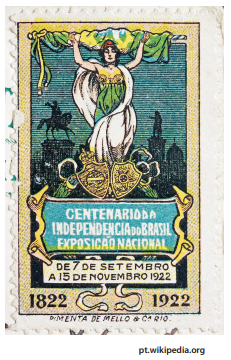 CENTENARIO DA
INDEPENDENCIA DO BRASIL
EXPOSIÇÃO NACIONAL
DE 7 DE SETEMBRO
A 15 DE NOVEMBRO 1922
1822 1922
PIMENTA DE MELLO & Cª RIO.
pt.wikipedia.org